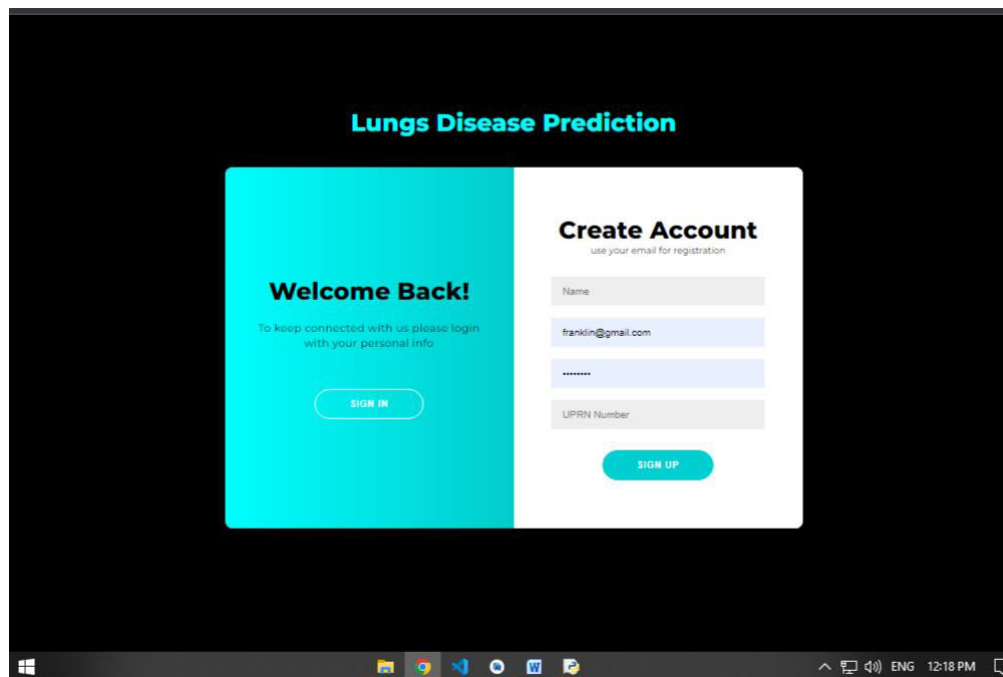 Lungs Disease Prediction
Welcome Back!
To keep connected with us please login
with your personal info
SIGN IN
Create Account
use your email for registration
Name
franklin@gmail.com
••••••••
UPRN Number
SIGN UP
ENG 12:18 PM